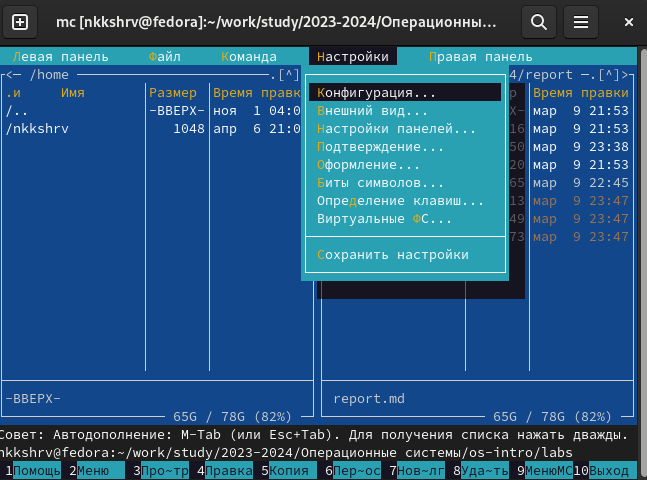 mc [nkkshrv@fedora]:~/work/study/2023-2024/Операционны...
Левая панель Файл Команда Настройки Правая панель
<— /home —.[^] 4/report —.[^]>
.и Имя Размер Время правк Время правки
/.. -ВВЕРХ- ноя 1 04:0 мар 9 21:53
/nkkshrv 1048 апр 6 21:0 мар 9 21:53
Конфигурация...
Внешний вид...
Настройки панелей...
Подтверждение...
Оформление...
Биты символов...
Определение клавиш...
Виртуальные ФС...
Сохранить настройки
р
X-
16
50 мар 9 23:38
20 мар 9 21:53
65 мар 9 22:45
13 мар 9 23:47
49 мар 9 23:47
73 мар 9 23:47
-ВВЕРХ- report.md
65G / 78G (82%) 65G / 78G (82%)
Совет: Автодополнение: M-Tab (или Esc+Tab). Для получения списка нажать дважды.
nkkshrv@fedora:~/work/study/2023-2024/Операционные системы/os-intro/labs
1Помощь 2Меню 3Про~тр 4Правка 5Копия 6Пер~ос 7Нов~лг 8Уда~ть 9МенюМС 10Выход